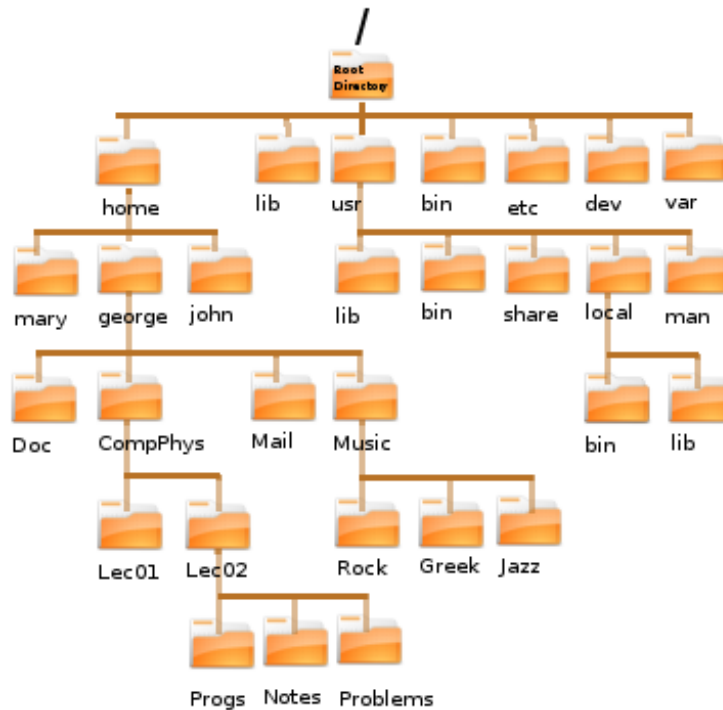 /
Root
Directory
home lib usr bin etc dev var
mary george john lib bin share local man
Doc CompPhys Mail Music bin lib
Lec01 Lec02 Rock Greek Jazz
Progs Notes Problems